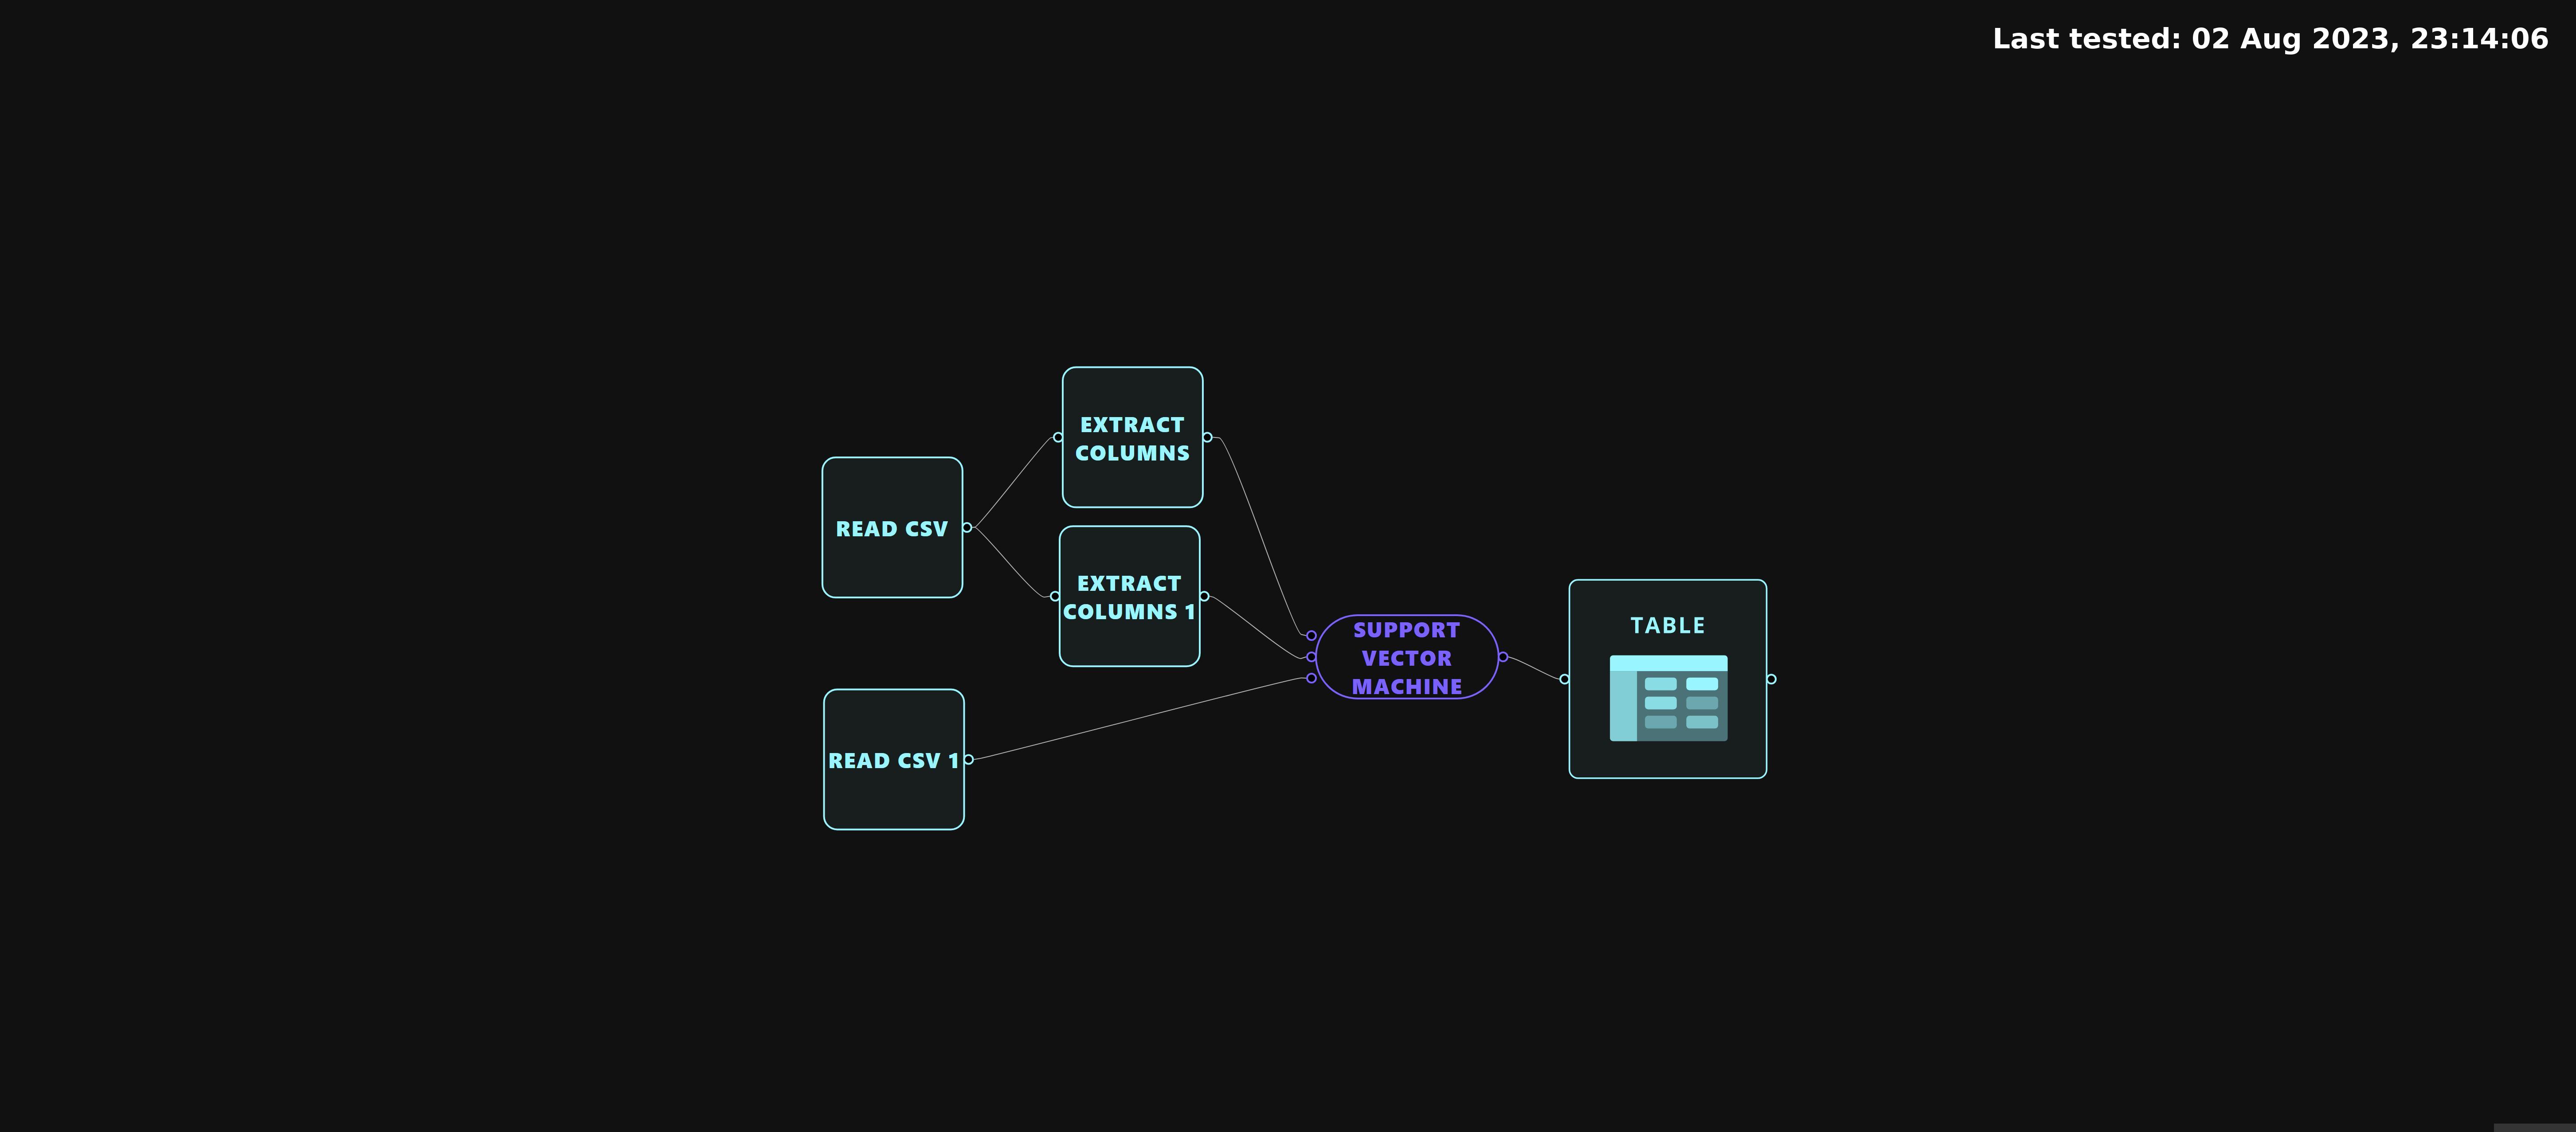 Last tested: 02 Aug 2023, 23:14:06
EXTRACT
COLUMNS
READ CSV
EXTRACT
COLUMNS 1
SUPPORT
VECTOR
MACHINE
TABLE
READ CSV 1